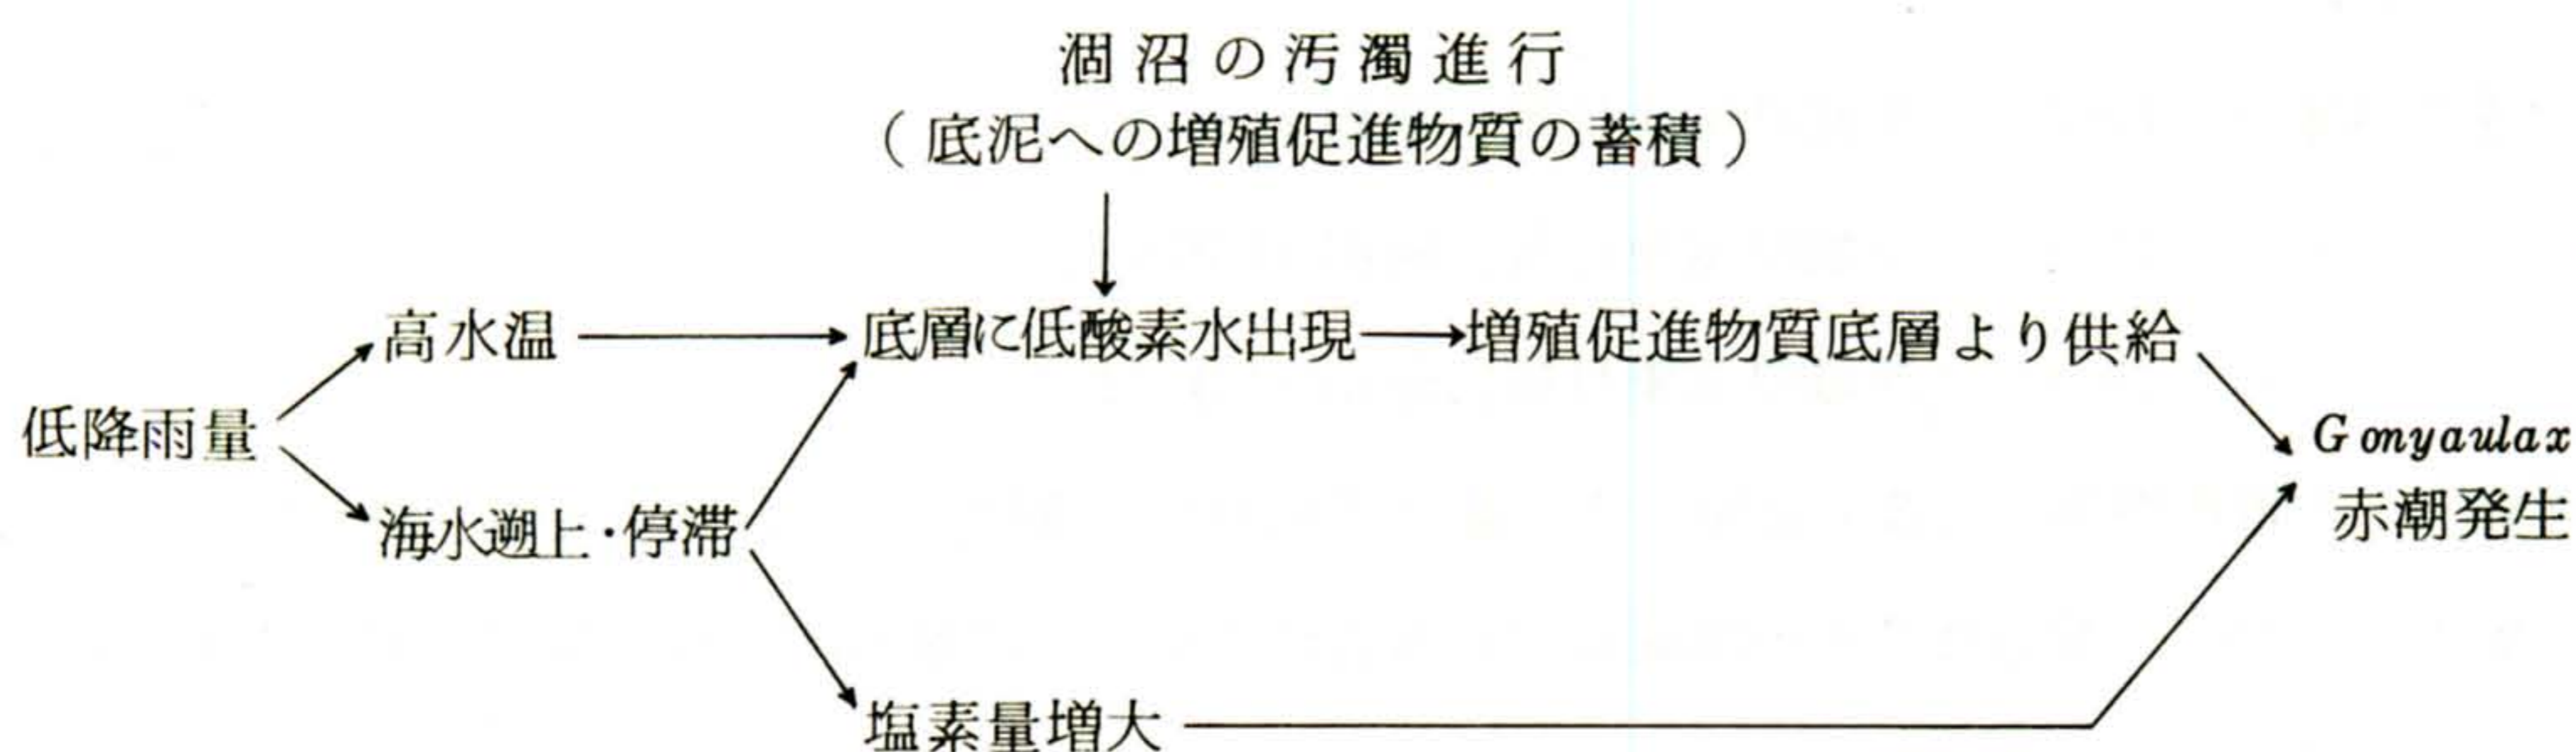 涸沼の汚濁進行
(底泥への増殖促進物質の蓄積)
高水温
底層に低酸素水出現
増殖促進物質底層より供給
低降雨量
Gonyaulax
赤潮発生
海水遡上・停滞
塩素量増大